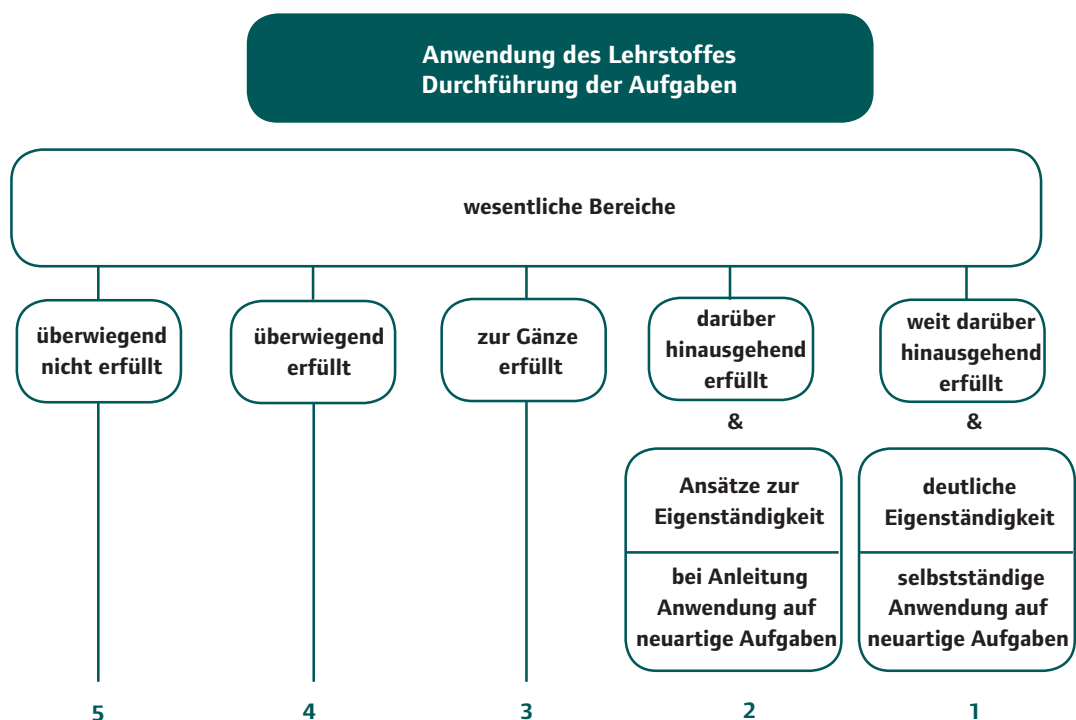 Anwendung des Lehrstoffes
Durchführung der Aufgaben
wesentliche Bereiche
überwiegend
nicht erfüllt
überwiegend
erfüllt
zur Gänze
erfüllt
darüber
hinausgehend
erfüllt
weit darüber
hinausgehend
erfüllt
&
&
Ansätze zur
Eigenständigkeit
bei Anleitung
Anwendung auf
neuartige Aufgaben
deutliche
Eigenständigkeit
selbstständige
Anwendung auf
neuartige Aufgaben
5
4
3
2
1